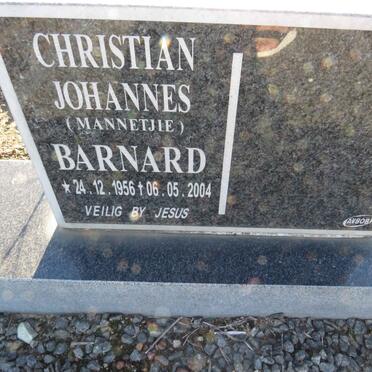 CHRISTIAN
JOHANNES
(MANNETJIE)
BARNARD
★ 24.12.1956 † 06.05.2004
VEILIG BY JESUS